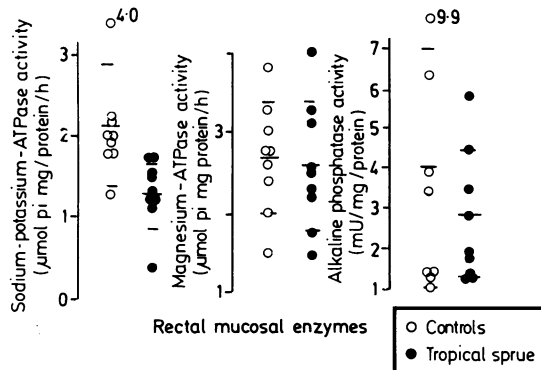 4·0
9·9
Sodium-potassium-ATPase activity
(μmol pi mg/protein/h)
3
2
1
0
Magnesium-ATPase activity
(μmol pi mg protein/h)
3
1
Alkaline phosphatase activity
(mU/mg/protein/h)
7
6
5
4
3
2
1
Rectal mucosal enzymes
Controls
Tropical sprue